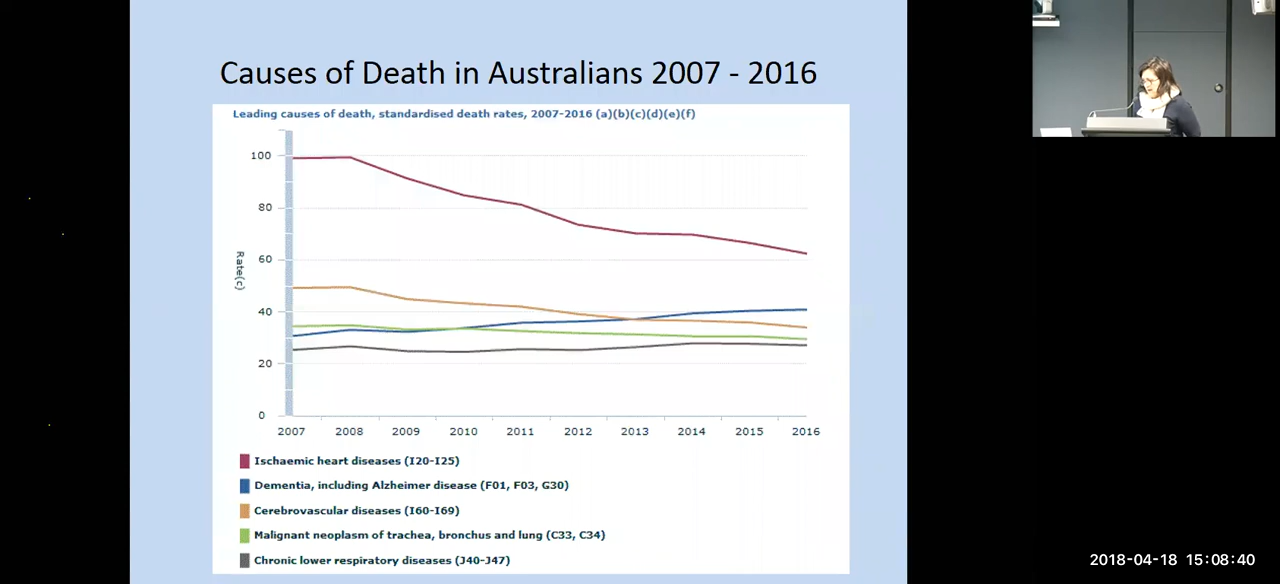 Causes of Death in Australians 2007 - 2016
Leading causes of death, standardised death rates, 2007-2016 (a)(b)(c)(d)(e)(f)
100
80
60
40
20
0
Rate(c)
2007 2008 2009 2010 2011 2012 2013 2014 2015 2016
Ischaemic heart diseases (I20-I25)
Dementia, including Alzheimer disease (F01, F03, G30)
Cerebrovascular diseases (I60-I69)
Malignant neoplasm of trachea, bronchus and lung (C33, C34)
Chronic lower respiratory diseases (J40-J47)
2018-04-18 15:08:40